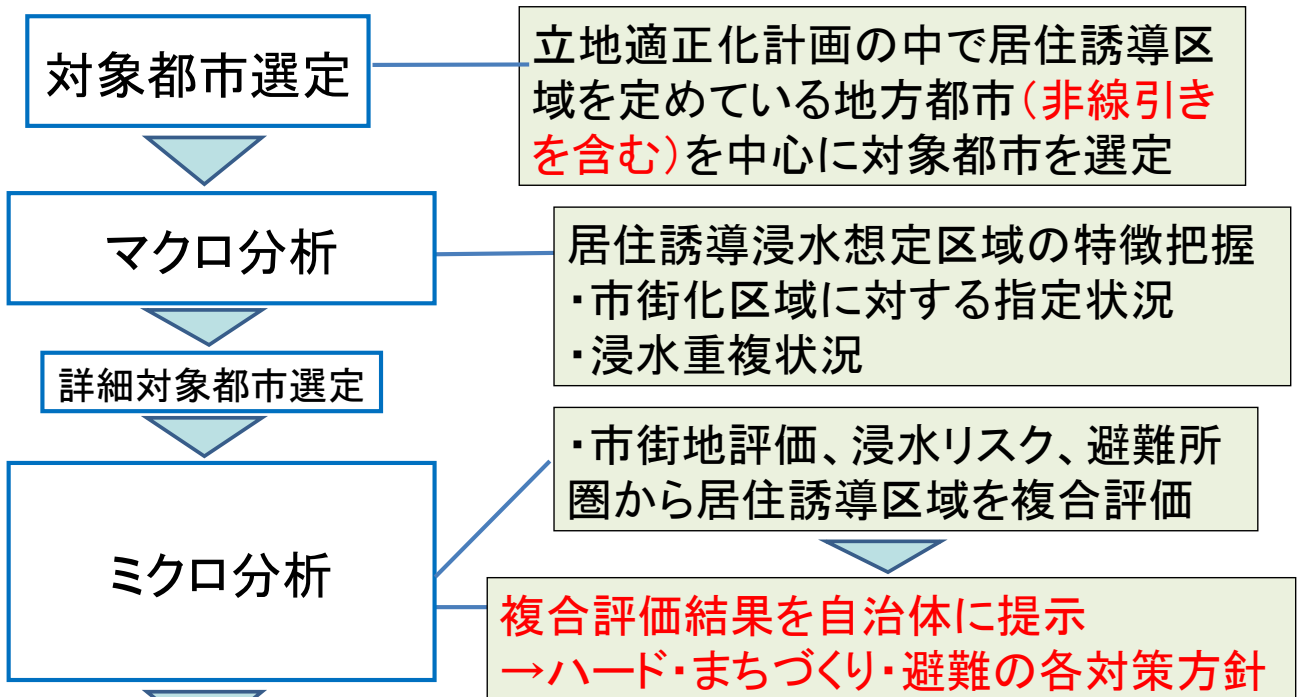 対象都市選定
立地適正化計画の中で居住誘導区
域を定めている地方都市(非線引き
を含む)を中心に対象都市を選定
マクロ分析
居住誘導浸水想定区域の特徴把握
・市街化区域に対する指定状況
・浸水重複状況
詳細対象都市選定
ミクロ分析
・市街地評価、浸水リスク、避難所
圏から居住誘導区域を複合評価
複合評価結果を自治体に提示
→ハード・まちづくり・避難の各対策方針